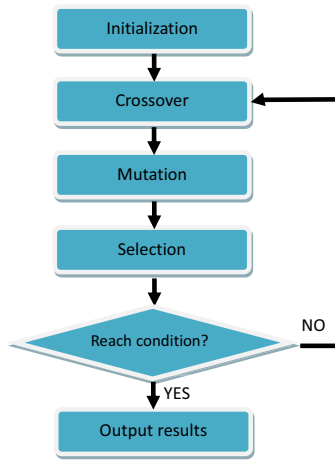 Initialization
Crossover
Mutation
Selection
Reach condition?
NO
YES
Output results